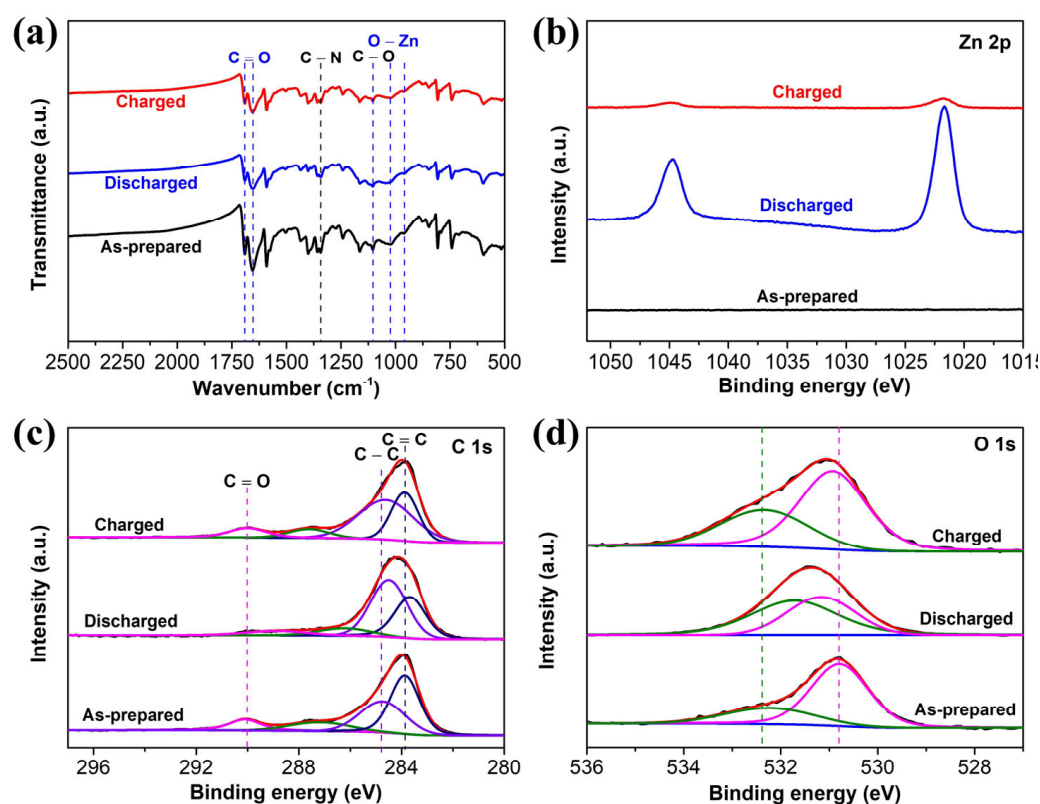 (a)
O – Zn
C = O
C – N
C – O
Charged
Discharged
As-prepared
Transmittance (a.u.)
2500
2000
1750
1500
1250
1000
750
500
Wavenumber (cm⁻¹)
(b)
Zn 2p
Charged
Discharged
As-prepared
Intensity (a.u.)
1050
1045
1040
1035
1030
1025
1020
1015
Binding energy (eV)
(c)
C = C
C – C
C 1s
C = O
Charged
Discharged
As-prepared
Intensity (a.u.)
296
292
288
284
280
Binding energy (eV)
(d)
O 1s
Charged
Discharged
As-prepared
Intensity (a.u.)
536
534
532
530
528
Binding energy (eV)